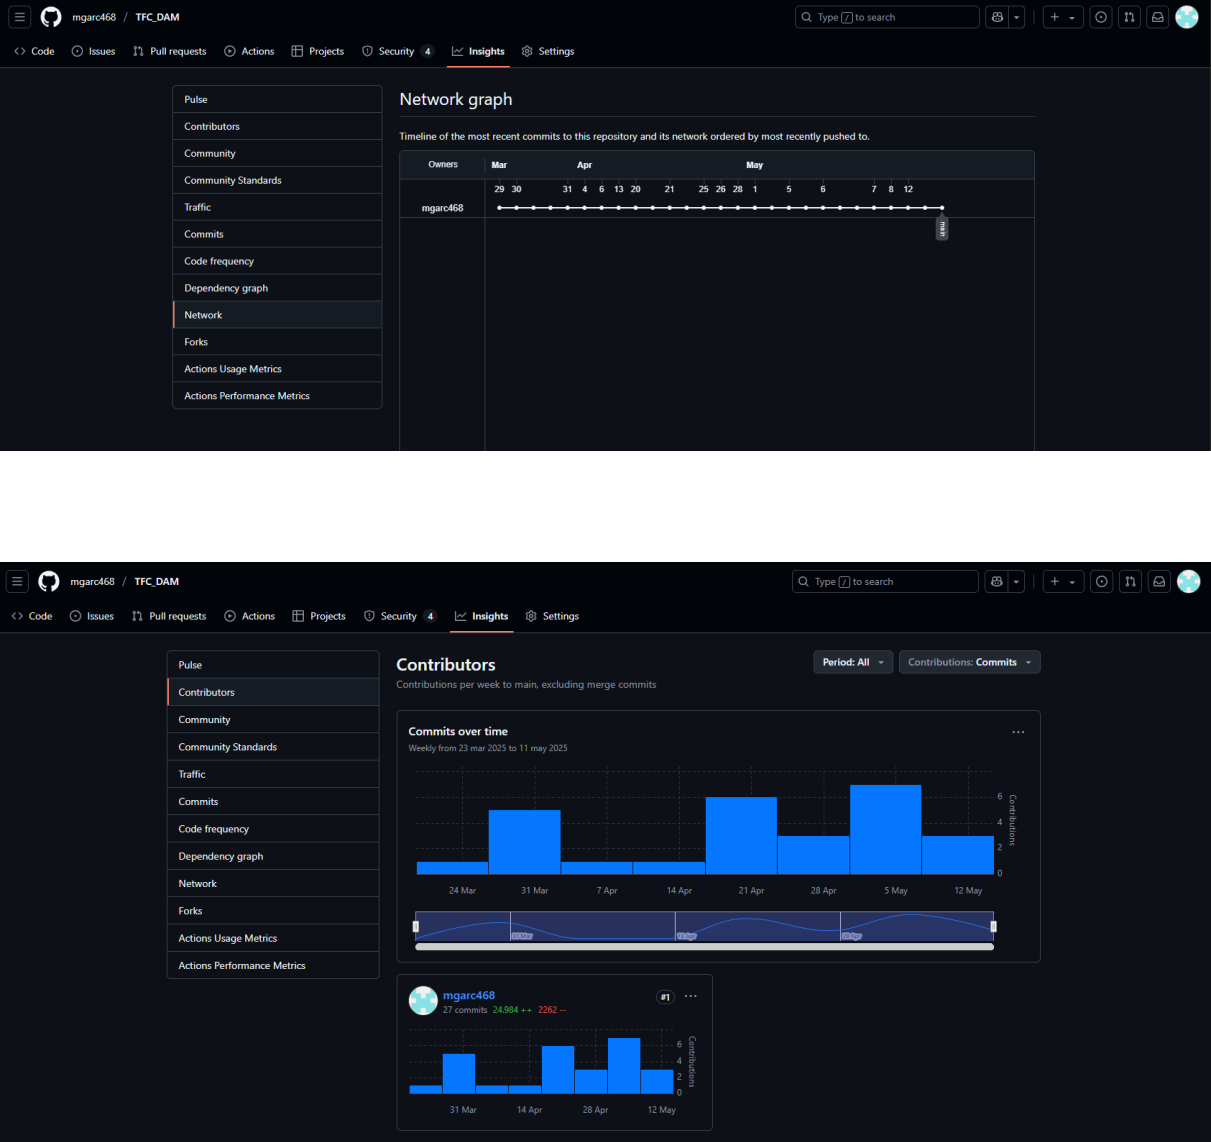 mgarc468 / TFC_DAM
Type / to search
Code Issues Pull requests Actions Projects Security 4 Insights Settings
Pulse
Contributors
Community
Community Standards
Traffic
Commits
Code frequency
Dependency graph
Network
Forks
Actions Usage Metrics
Actions Performance Metrics
Network graph
Timeline of the most recent commits to this repository and its network ordered by most recently pushed to.
Owners Mar Apr May
29 30 31 4 6 13 20 21 25 26 28 1 5 6 7 8 12
mgarc468
main
mgarc468 / TFC_DAM
Type / to search
Code Issues Pull requests Actions Projects Security 4 Insights Settings
Pulse
Contributors
Community
Community Standards
Traffic
Commits
Code frequency
Dependency graph
Network
Forks
Actions Usage Metrics
Actions Performance Metrics
Contributors
Period: All
Contributions: Commits
Contributions per week to main, excluding merge commits
Commits over time
Weekly from 23 mar 2025 to 11 may 2025
6
4
2
0
Contributions
24 Mar 31 Mar 7 Apr 14 Apr 21 Apr 28 Apr 5 May 12 May
31 Mar
28 Apr
mgarc468
#1
27 commits 24.984 ++ 2262 --
6
4
2
0
Contributions
31 Mar 14 Apr 28 Apr 12 May